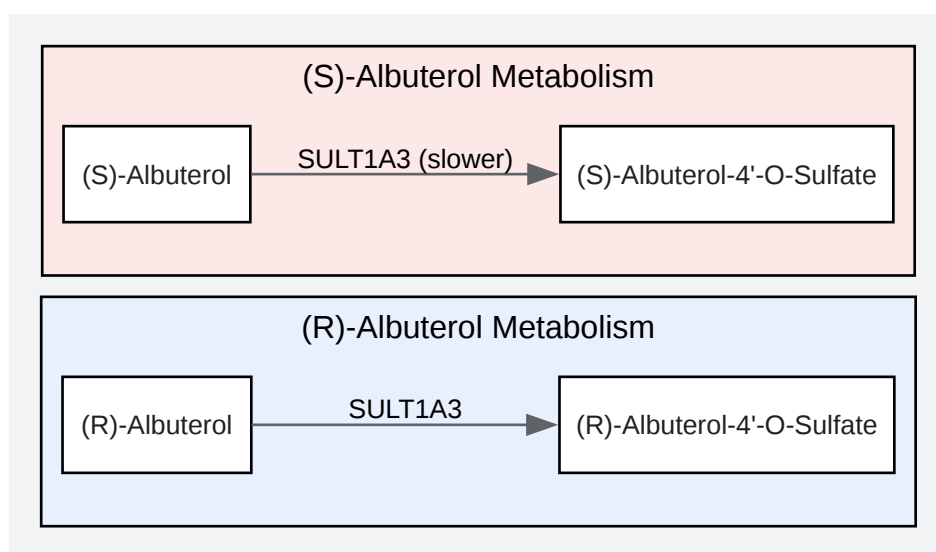 (S)-Albuterol Metabolism
(S)-Albuterol
SULT1A3 (slower)
(S)-Albuterol-4'-O-Sulfate
(R)-Albuterol Metabolism
(R)-Albuterol
SULT1A3
(R)-Albuterol-4'-O-Sulfate